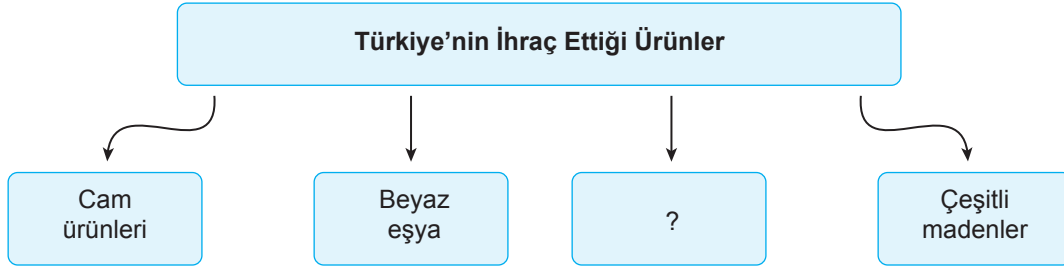 Türkiye’nin İhraç Ettiği Ürünler
Cam
ürünleri
Beyaz
eşya
?
Çeşitli
madenler